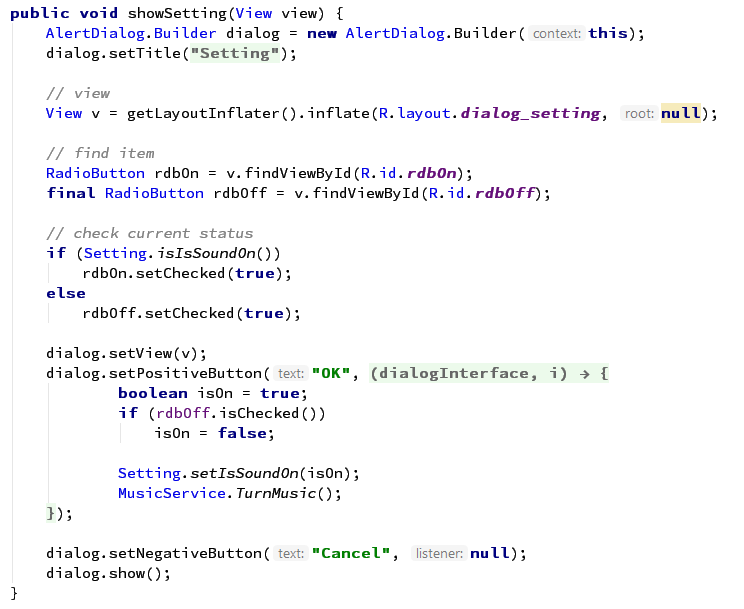 public void showSetting(View view) {
    AlertDialog.Builder dialog = new AlertDialog.Builder( context: this);
    dialog.setTitle("Setting");

    // view
    View v = getLayoutInflater().inflate(R.layout.dialog_setting, root: null);

    // find item
    RadioButton rdbOn = v.findViewById(R.id.rdbOn);
    final RadioButton rdbOff = v.findViewById(R.id.rdbOff);

    // check current status
    if (Setting.isIsSoundOn())
        rdbOn.setChecked(true);
    else
        rdbOff.setChecked(true);

    dialog.setView(v);
    dialog.setPositiveButton( text: "OK", (dialogInterface, i) → {
            boolean isOn = true;
            if (rdbOff.isChecked())
                isOn = false;

            Setting.setIsSoundOn(isOn);
            MusicService.TurnMusic();
    });

    dialog.setNegativeButton( text: "Cancel", listener: null);
    dialog.show();
}